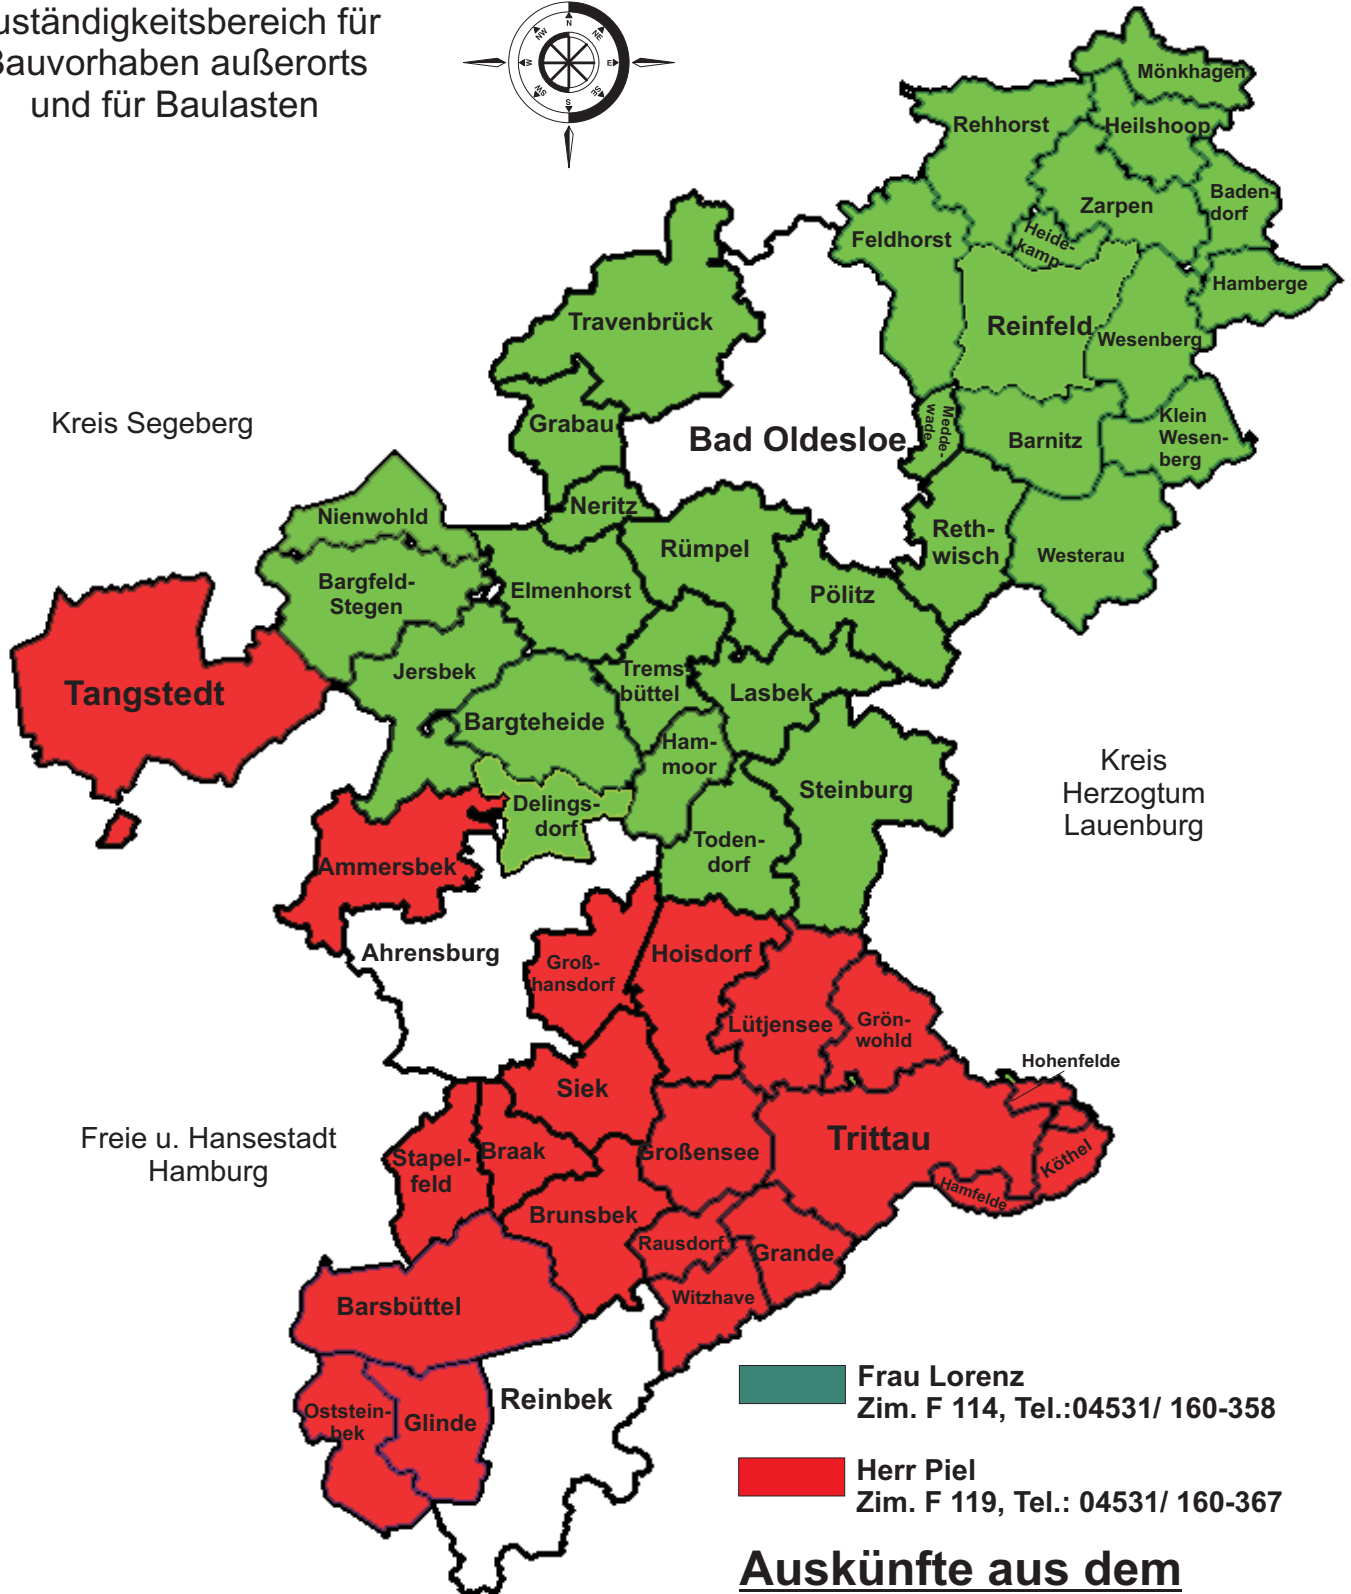 uständigkeitsbereich für
Bauvorhaben außerorts
und für Baulasten
N
NE
E
SE
S
SW
W
NW
Mönkhagen
Rehhorst
Heilshoop
Zarpen
Baden-
dorf
Feldhorst
Heide-
kamp
Hamberge
Travenbrück
Reinfeld
Wesenberg
Kreis Segeberg
Grabau
Bad Oldesloe
Medde-
wade
Barnitz
Klein
Wesen-
berg
Nienwohld
Neritz
Rümpel
Reth-
wisch
Westerau
Bargfeld-
Stegen
Elmenhorst
Pölitz
Tangstedt
Jersbek
Trems
büttel
Lasbek
Bargteheide
Ham-
moor
Steinburg
Kreis
Herzogtum
Lauenburg
Delings-
dorf
Toden-
dorf
Ammersbek
Ahrensburg
Groß-
hansdorf
Hoisdorf
Lütjensee
Grön-
wohld
Hohenfelde
Siek
Freie u. Hansestadt
Hamburg
Stapel-
feld
Braak
Großensee
Trittau
Köthel
Hamfelde
Brunsbek
Rausdorf
Grande
Witzhave
Barsbüttel
Reinbek
Oststein-
bek
Glinde
Frau Lorenz
Zim. F 114, Tel.:04531/ 160-358
Herr Piel
Zim. F 119, Tel.: 04531/ 160-367
Auskünfte aus dem